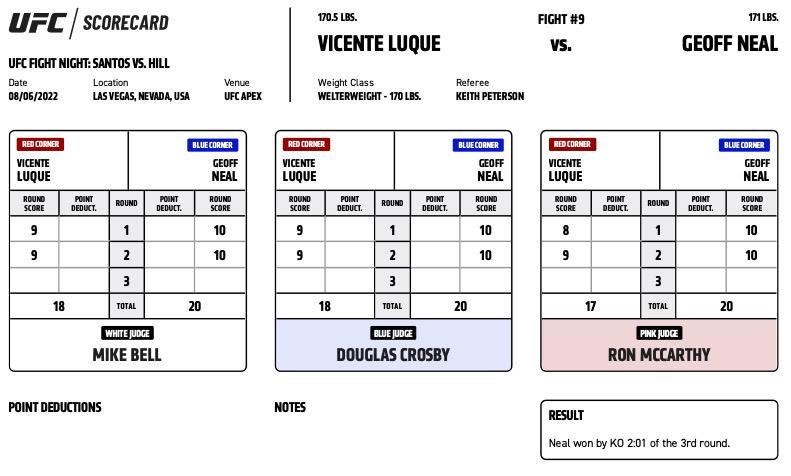 UFC / SCORECARD
UFC FIGHT NIGHT: SANTOS VS. HILL
Date Location Venue
08/06/2022 LAS VEGAS, NEVADA, USA UFC APEX
170.5 LBS. FIGHT #9 171 LBS.
VICENTE LUQUE VS. GEOFF NEAL
Weight Class Referee
WELTERWEIGHT - 170 LBS. KEITH PETERSON
RED CORNER BLUE CORNER
VICENTE GEOFF
LUQUE NEAL
ROUND POINT ROUND POINT ROUND
SCORE DEDUCT. DEDUCT. SCORE
9 1 10
9 2 10
3
18 TOTAL 20
WHITE JUDGE
MIKE BELL
RED CORNER BLUE CORNER
VICENTE GEOFF
LUQUE NEAL
ROUND POINT ROUND POINT ROUND
SCORE DEDUCT. DEDUCT. SCORE
9 1 10
9 2 10
3
18 TOTAL 20
BLUE JUDGE
DOUGLAS CROSBY
RED CORNER BLUE CORNER
VICENTE GEOFF
LUQUE NEAL
ROUND POINT ROUND POINT ROUND
SCORE DEDUCT. DEDUCT. SCORE
8 1 10
9 2 10
3
17 TOTAL 20
PINK JUDGE
RON MCCARTHY
POINT DEDUCTIONS
NOTES
RESULT
Neal won by KO 2:01 of the 3rd round.